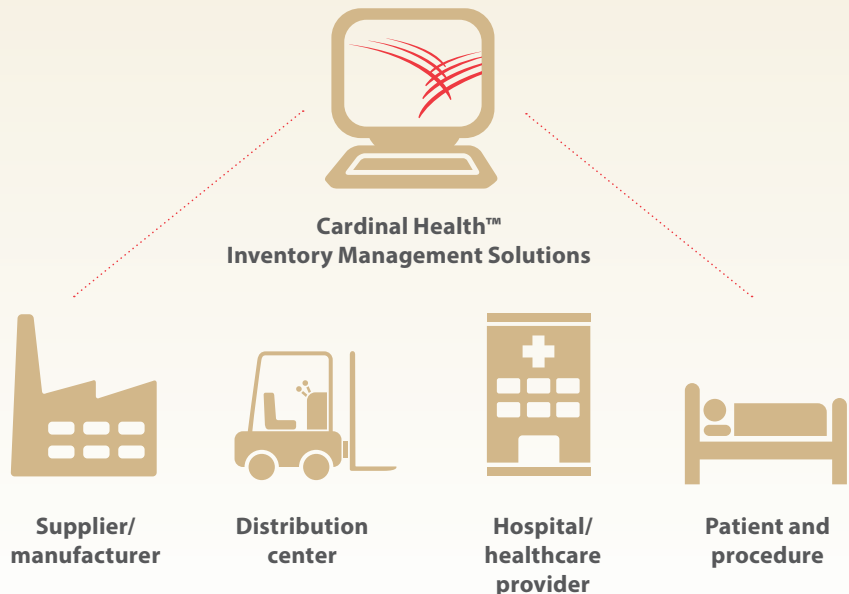 Cardinal Health™
Inventory Management Solutions
Supplier/
manufacturer
Distribution
center
Hospital/
healthcare
provider
Patient and
procedure